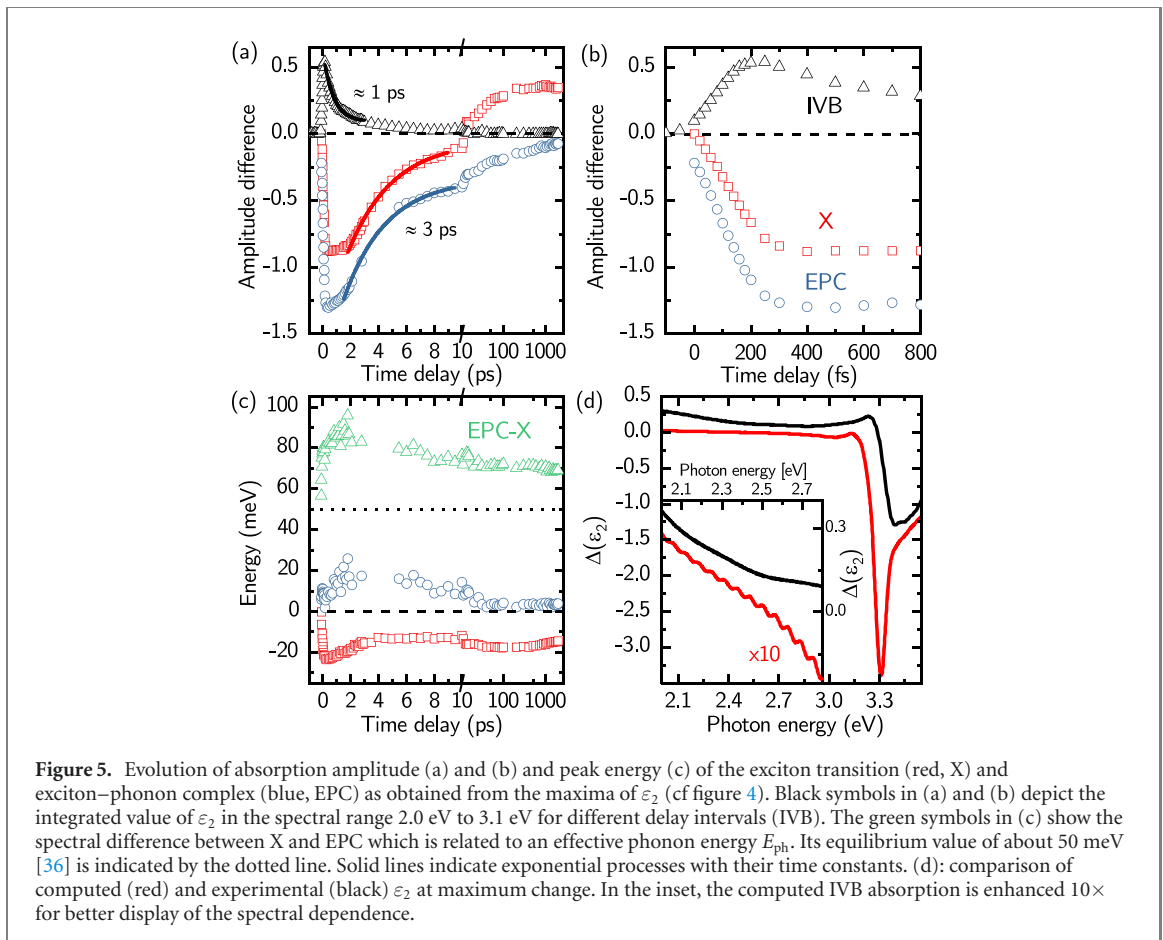 (a)
0.5
0.0
-0.5
-1.0
-1.5
Amplitude difference
≈ 1 ps
≈ 3 ps
0 2 4 6 8 10 100 1000
Time delay (ps)
(b)
0.5
0.0
-0.5
-1.0
-1.5
Amplitude difference
IVB
X
EPC
0 200 400 600 800
Time delay (fs)
(c)
100
80
60
40
20
0
-20
Energy (meV)
EPC-X
0 2 4 6 8 10 100 1000
Time delay (ps)
(d)
0.5
0.0
-0.5
-1.0
-1.5
-2.0
-2.5
-3.0
Δ(ε₂)
Photon energy [eV]
2.1 2.3 2.5 2.7
0.3
0.0
Δ(ε₂)
x10
2.1 2.4 2.7 3.0 3.3
Photon energy (eV)
Figure 5. Evolution of absorption amplitude (a) and (b) and peak energy (c) of the exciton transition (red, X) and
exciton–phonon complex (blue, EPC) as obtained from the maxima of ε₂ (cf figure 4). Black symbols in (a) and (b) depict the
integrated value of ε₂ in the spectral range 2.0 eV to 3.1 eV for different delay intervals (IVB). The green symbols in (c) show the
spectral difference between X and EPC which is related to an effective phonon energy Eₚₕ. Its equilibrium value of about 50 meV
[36] is indicated by the dotted line. Solid lines indicate exponential processes with their time constants. (d): comparison of
computed (red) and experimental (black) ε₂ at maximum change. In the inset, the computed IVB absorption is enhanced 10×
for better display of the spectral dependence.